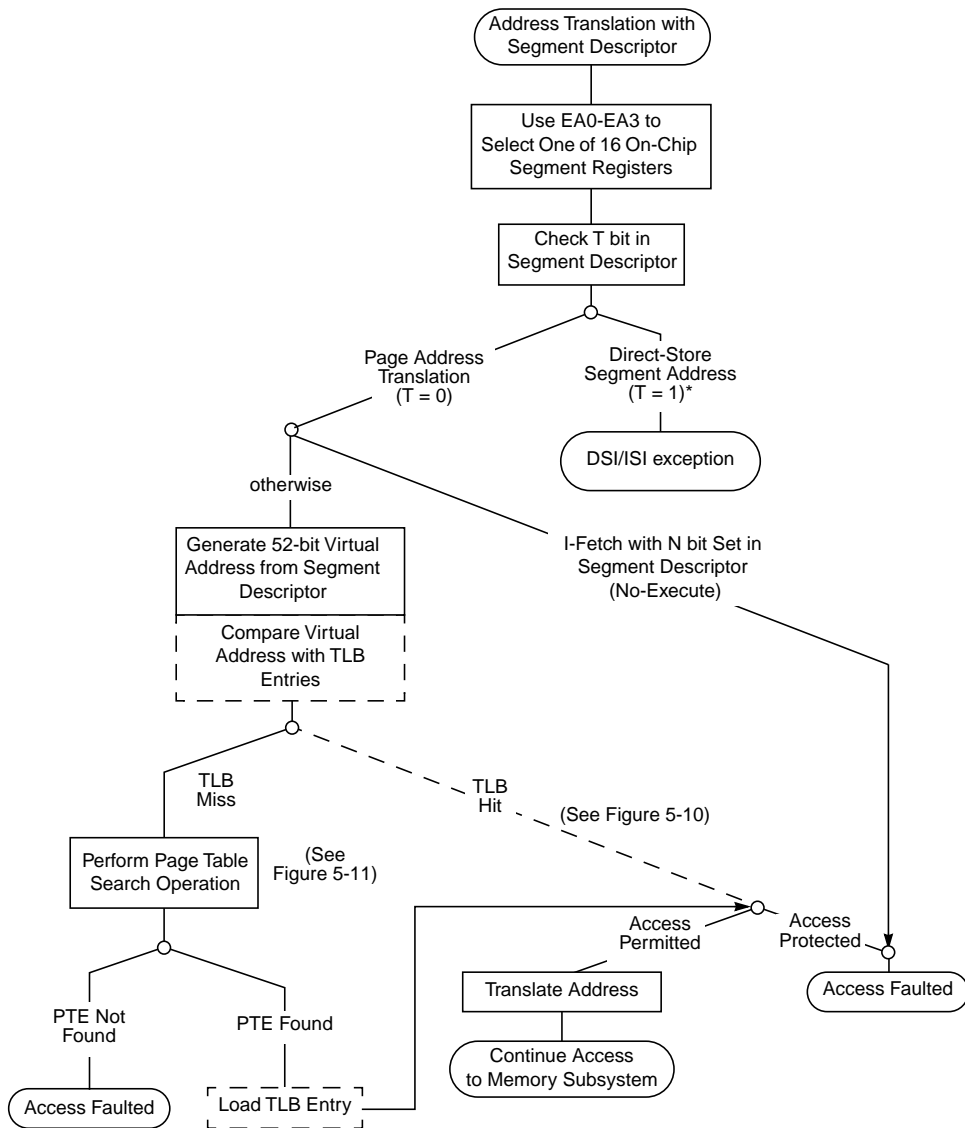 Address Translation with
Segment Descriptor
Use EA0-EA3 to
Select One of 16 On-Chip
Segment Registers
Check T bit in
Segment Descriptor
Page Address
Translation
(T = 0)
Direct-Store
Segment Address
(T = 1)*
DSI/ISI exception
otherwise
Generate 52-bit Virtual
Address from Segment
Descriptor
I-Fetch with N bit Set in
Segment Descriptor
(No-Execute)
Compare Virtual
Address with TLB
Entries
TLB
Miss
TLB
Hit
(See Figure 5-10)
Perform Page Table
Search Operation
(See
Figure 5-11)
Access
Permitted
Access
Protected
Translate Address
Access Faulted
PTE Not
Found
PTE Found
Continue Access
to Memory Subsystem
Access Faulted
Load TLB Entry